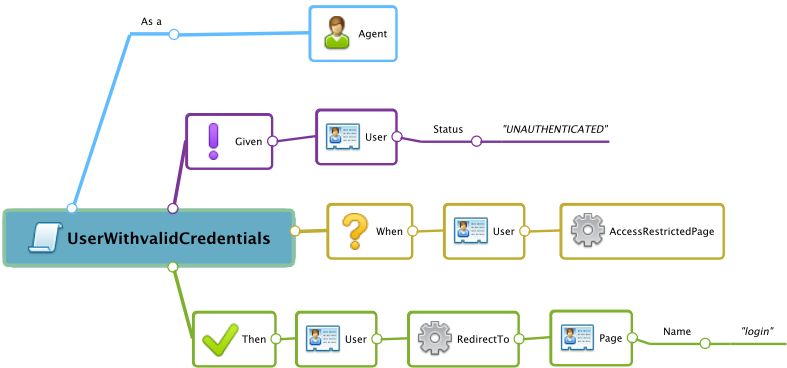 As a
Agent
Given
User
Status
"UNAUTHENTICATED"
UserWithvalidCredentials
When
User
AccessRestrictedPage
Then
User
RedirectTo
Page
Name
"login"